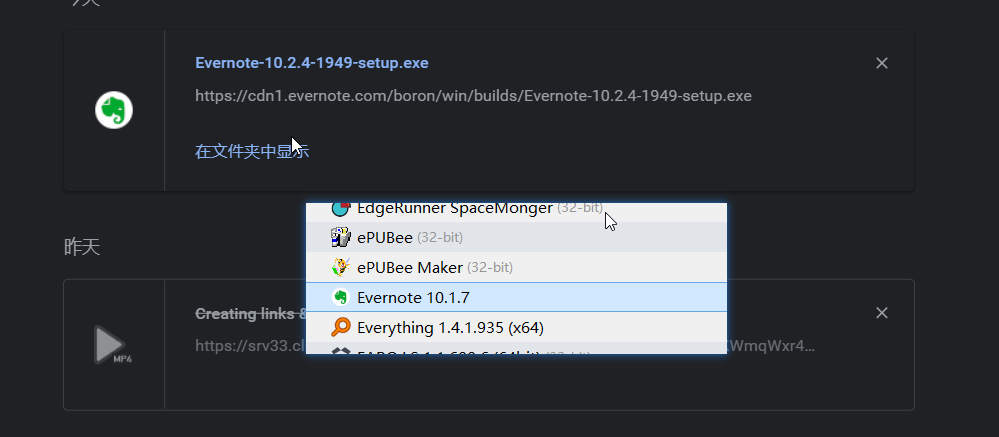 Evernote-10.2.4-1949-setup.exe
https://cdn1.evernote.com/boron/win/builds/Evernote-10.2.4-1949-setup.exe
在文件夹中显示
EdgeRunner SpaceMonger (32-bit)
ePUBee (32-bit)
昨天
ePUBee Maker (32-bit)
Evernote 10.1.7
Creating links &
Everything 1.4.1.935 (x64)
https://srv33.cl
WmqWxr4…
MP4